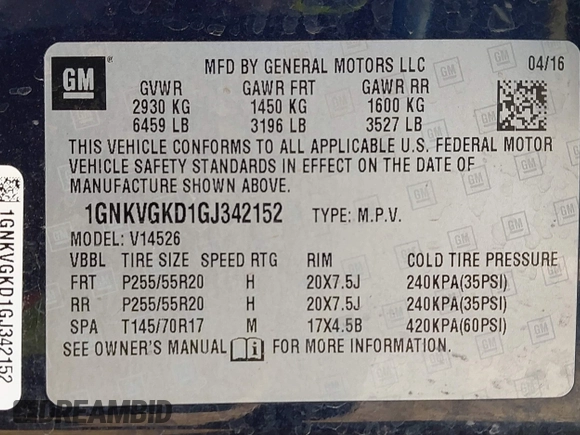 GM
MFD BY GENERAL MOTORS LLC 04/16
GVWR GAWR FRT GAWR RR
2930 KG 1450 KG 1600 KG
6459 LB 3196 LB 3527 LB
THIS VEHICLE CONFORMS TO ALL APPLICABLE U.S. FEDERAL MOTOR
VEHICLE SAFETY STANDARDS IN EFFECT ON THE DATE OF
MANUFACTURE SHOWN ABOVE.
1GNKVGKD1GJ342152 TYPE: M.P.V.
MODEL: V14526
VBBL TIRE SIZE SPEED RTG RIM COLD TIRE PRESSURE
FRT P255/55R20 H 20X7.5J 240KPA(35PSI)
RR P255/55R20 H 20X7.5J 240KPA(35PSI)
SPA T145/70R17 M 17X4.5B 420KPA(60PSI)
SEE OWNER'S MANUAL FOR MORE INFORMATION.
1GNKVGKD1GJ342152
DREAMBID